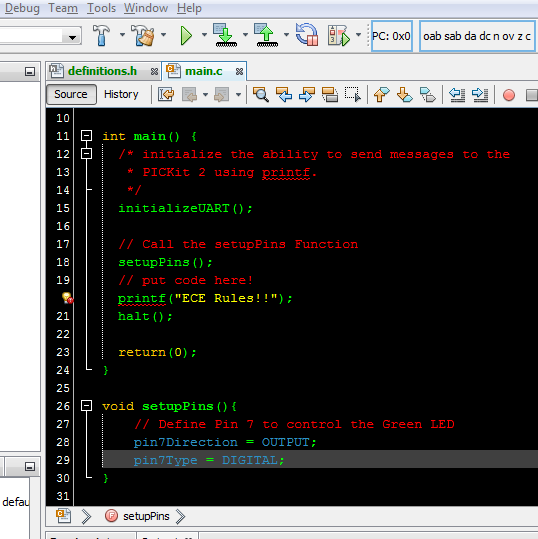 Debug Team Tools Window Help
PC: 0x0 oab sab da dc n ov z c
definitions.h main.c
Source History
10
11 int main() {
12 /* initialize the ability to send messages to the
13 * PICKit 2 using printf.
14 */
15 initializeUART();
16
17 // Call the setupPins Function
18 setupPins();
19 // put code here!
printf("ECE Rules!!");
21 halt();
22
23 return(0);
24 }
25
26 void setupPins(){
27 // Define Pin 7 to control the Green LED
28 pin7Direction = OUTPUT;
29 pin7Type = DIGITAL;
30 }
31
defau
setupPins